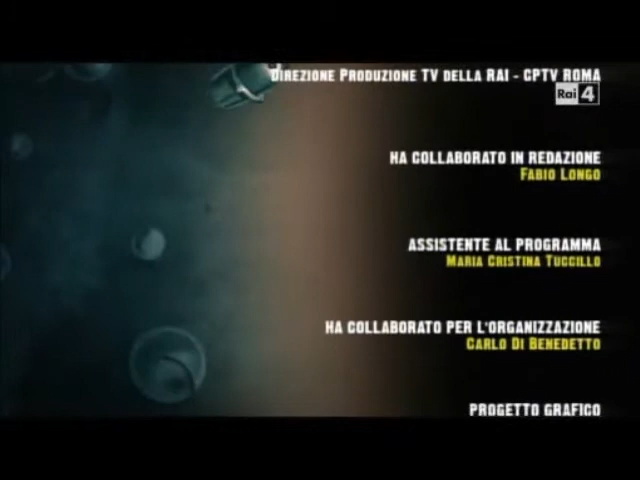 DIREZIONE PRODUZIONE TV DELLA RAI - CPTV ROMA
Rai 4
HA COLLABORATO IN REDAZIONE
FABIO LONGO
ASSISTENTE AL PROGRAMMA
MARIA CRISTINA TUCCILLO
HA COLLABORATO PER L'ORGANIZZAZIONE
CARLO DI BENEDETTO
PROGETTO GRAFICO